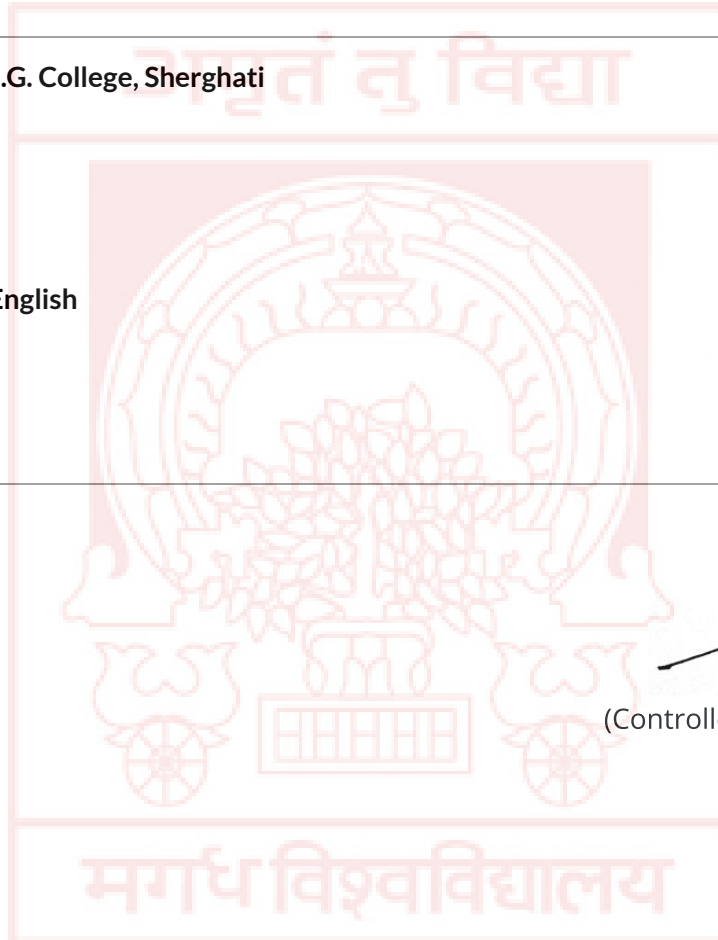 अमृतं तु विद्या
.G. College, Sherghati
English
(Controll
मगध विश्वविद्यालय